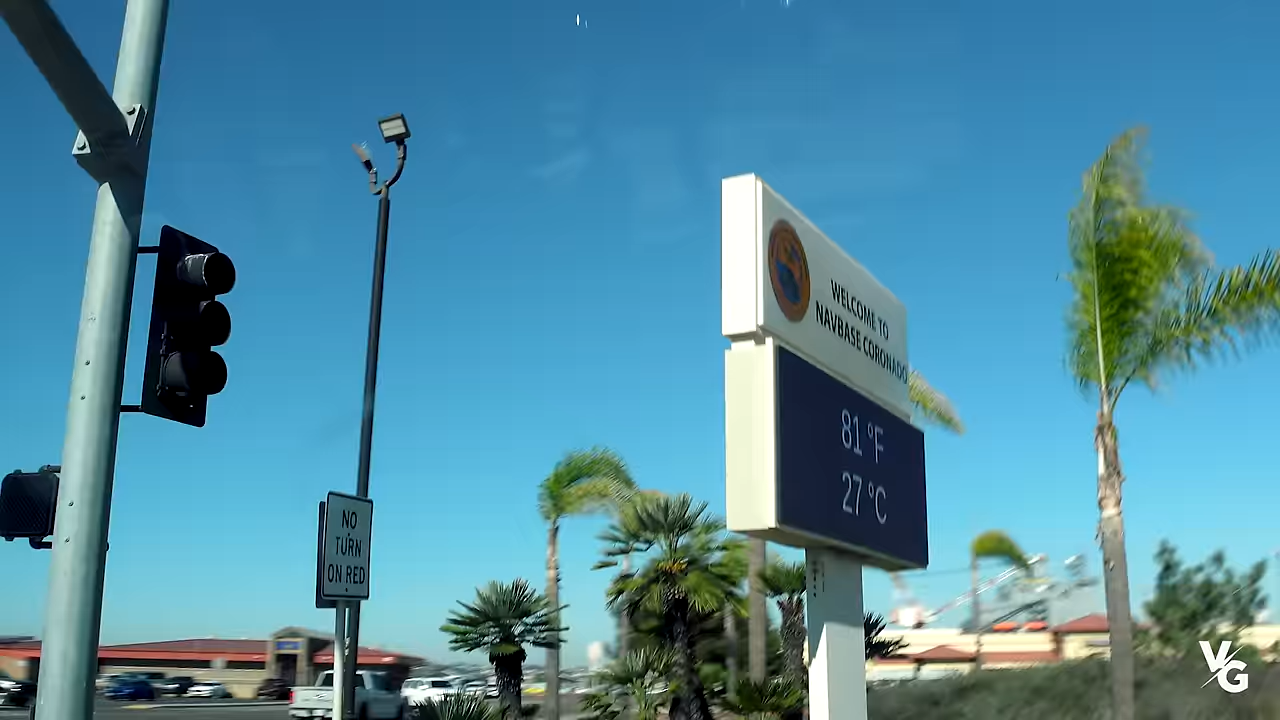 NO
TURN
ON RED
WELCOME TO
NAVBASE CORONADO
81 °F
27 °C
VG